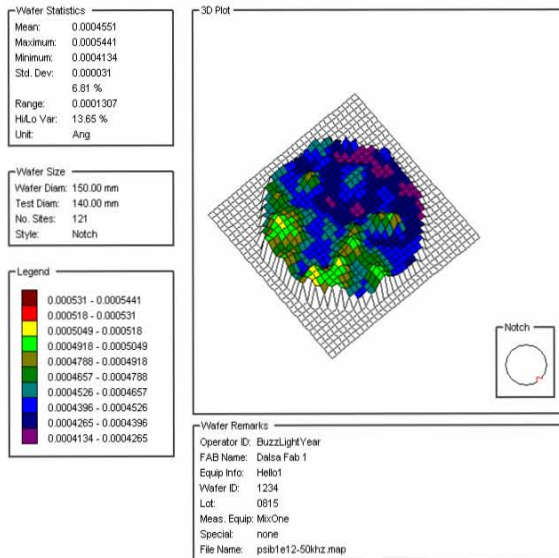 Wafer Statistics
Mean: 0.0004551
Maximum: 0.0005441
Minimum: 0.0004134
Std. Dev: 0.000031
6.81 %
Range: 0.0001307
Hi/Lo Var: 13.65 %
Unit: Ang
Wafer Size
Wafer Diam: 150.00 mm
Test Diam: 140.00 mm
No. Sites: 121
Style: Notch
Legend
0.000531 - 0.0005441
0.000518 - 0.000531
0.0005049 - 0.000518
0.0004918 - 0.0005049
0.0004788 - 0.0004918
0.0004657 - 0.0004788
0.0004526 - 0.0004657
0.0004396 - 0.0004526
0.0004265 - 0.0004396
0.0004134 - 0.0004265
3D Plot
Notch
Wafer Remarks
Operator ID: BuzzLightYear
FAB Name: Dalsa Fab 1
Equip Info: Hello1
Wafer ID: 1234
Lot: 0815
Meas. Equip: MixOne
Special: none
File Name: psib1e12-50khz.map